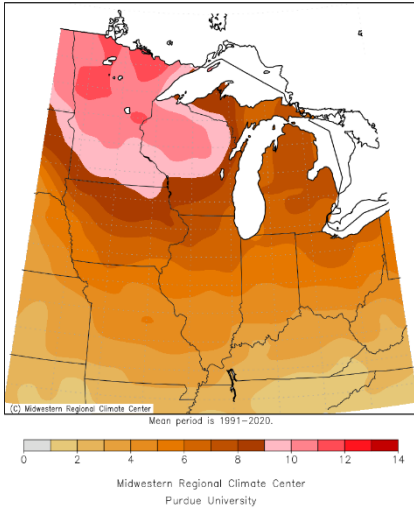 (C) Midwestern Regional Climate Center
Mean period is 1991-2020.
0 2 4 6 8 10 12 14
Midwestern Regional Climate Center
Purdue University